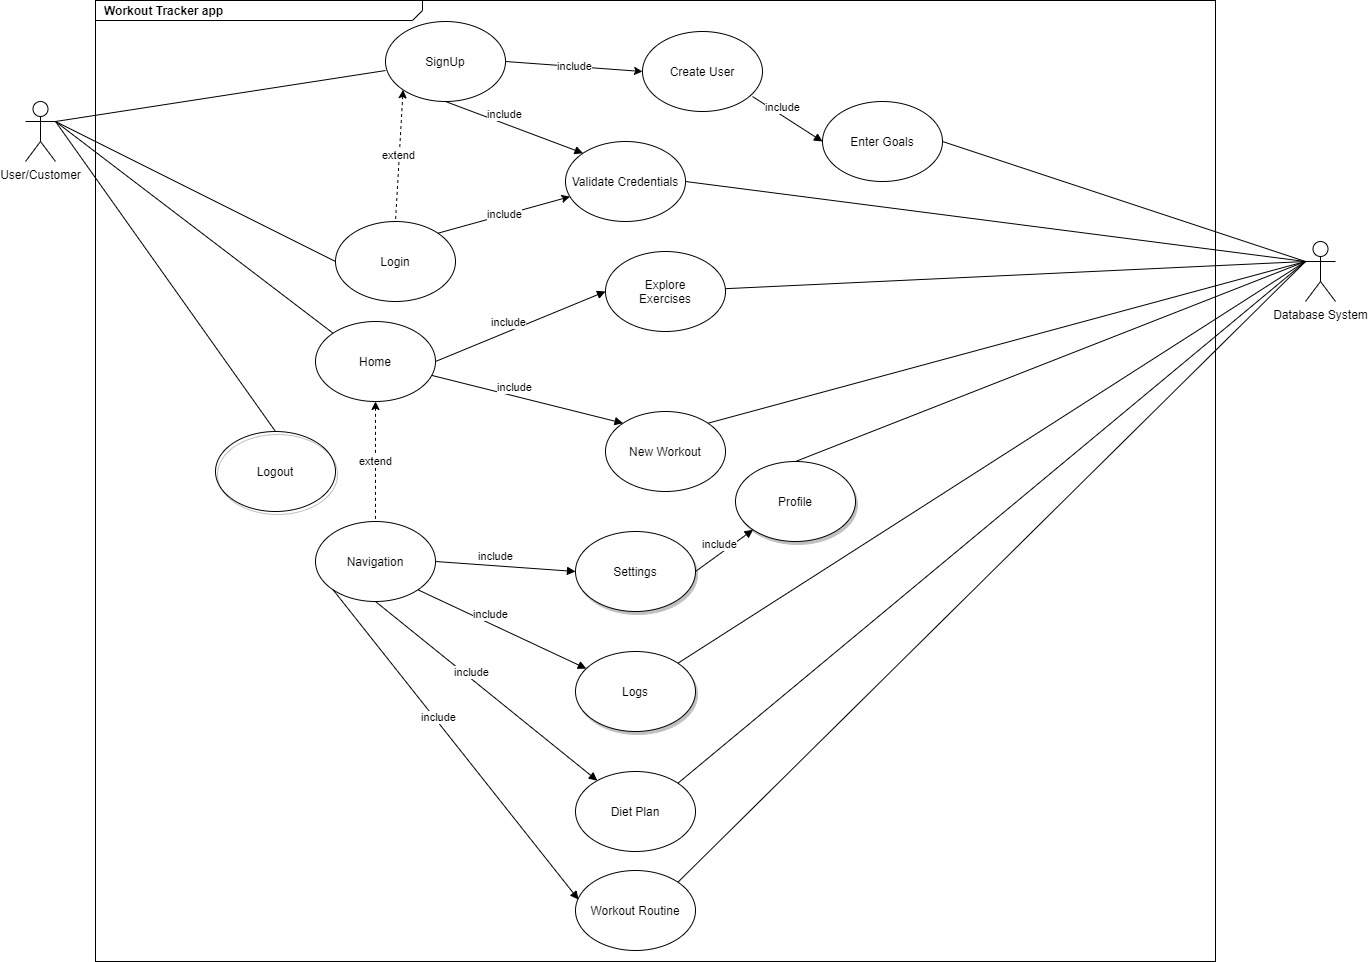 Workout Tracker app
SignUp
include
Create User
include
include
Enter Goals
extend
User/Customer
Validate Credentials
include
Login
Explore
Exercises
Database System
include
Home
include
New Workout
extend
Logout
Profile
include
include
Navigation
Settings
include
include
Logs
include
Diet Plan
Workout Routine